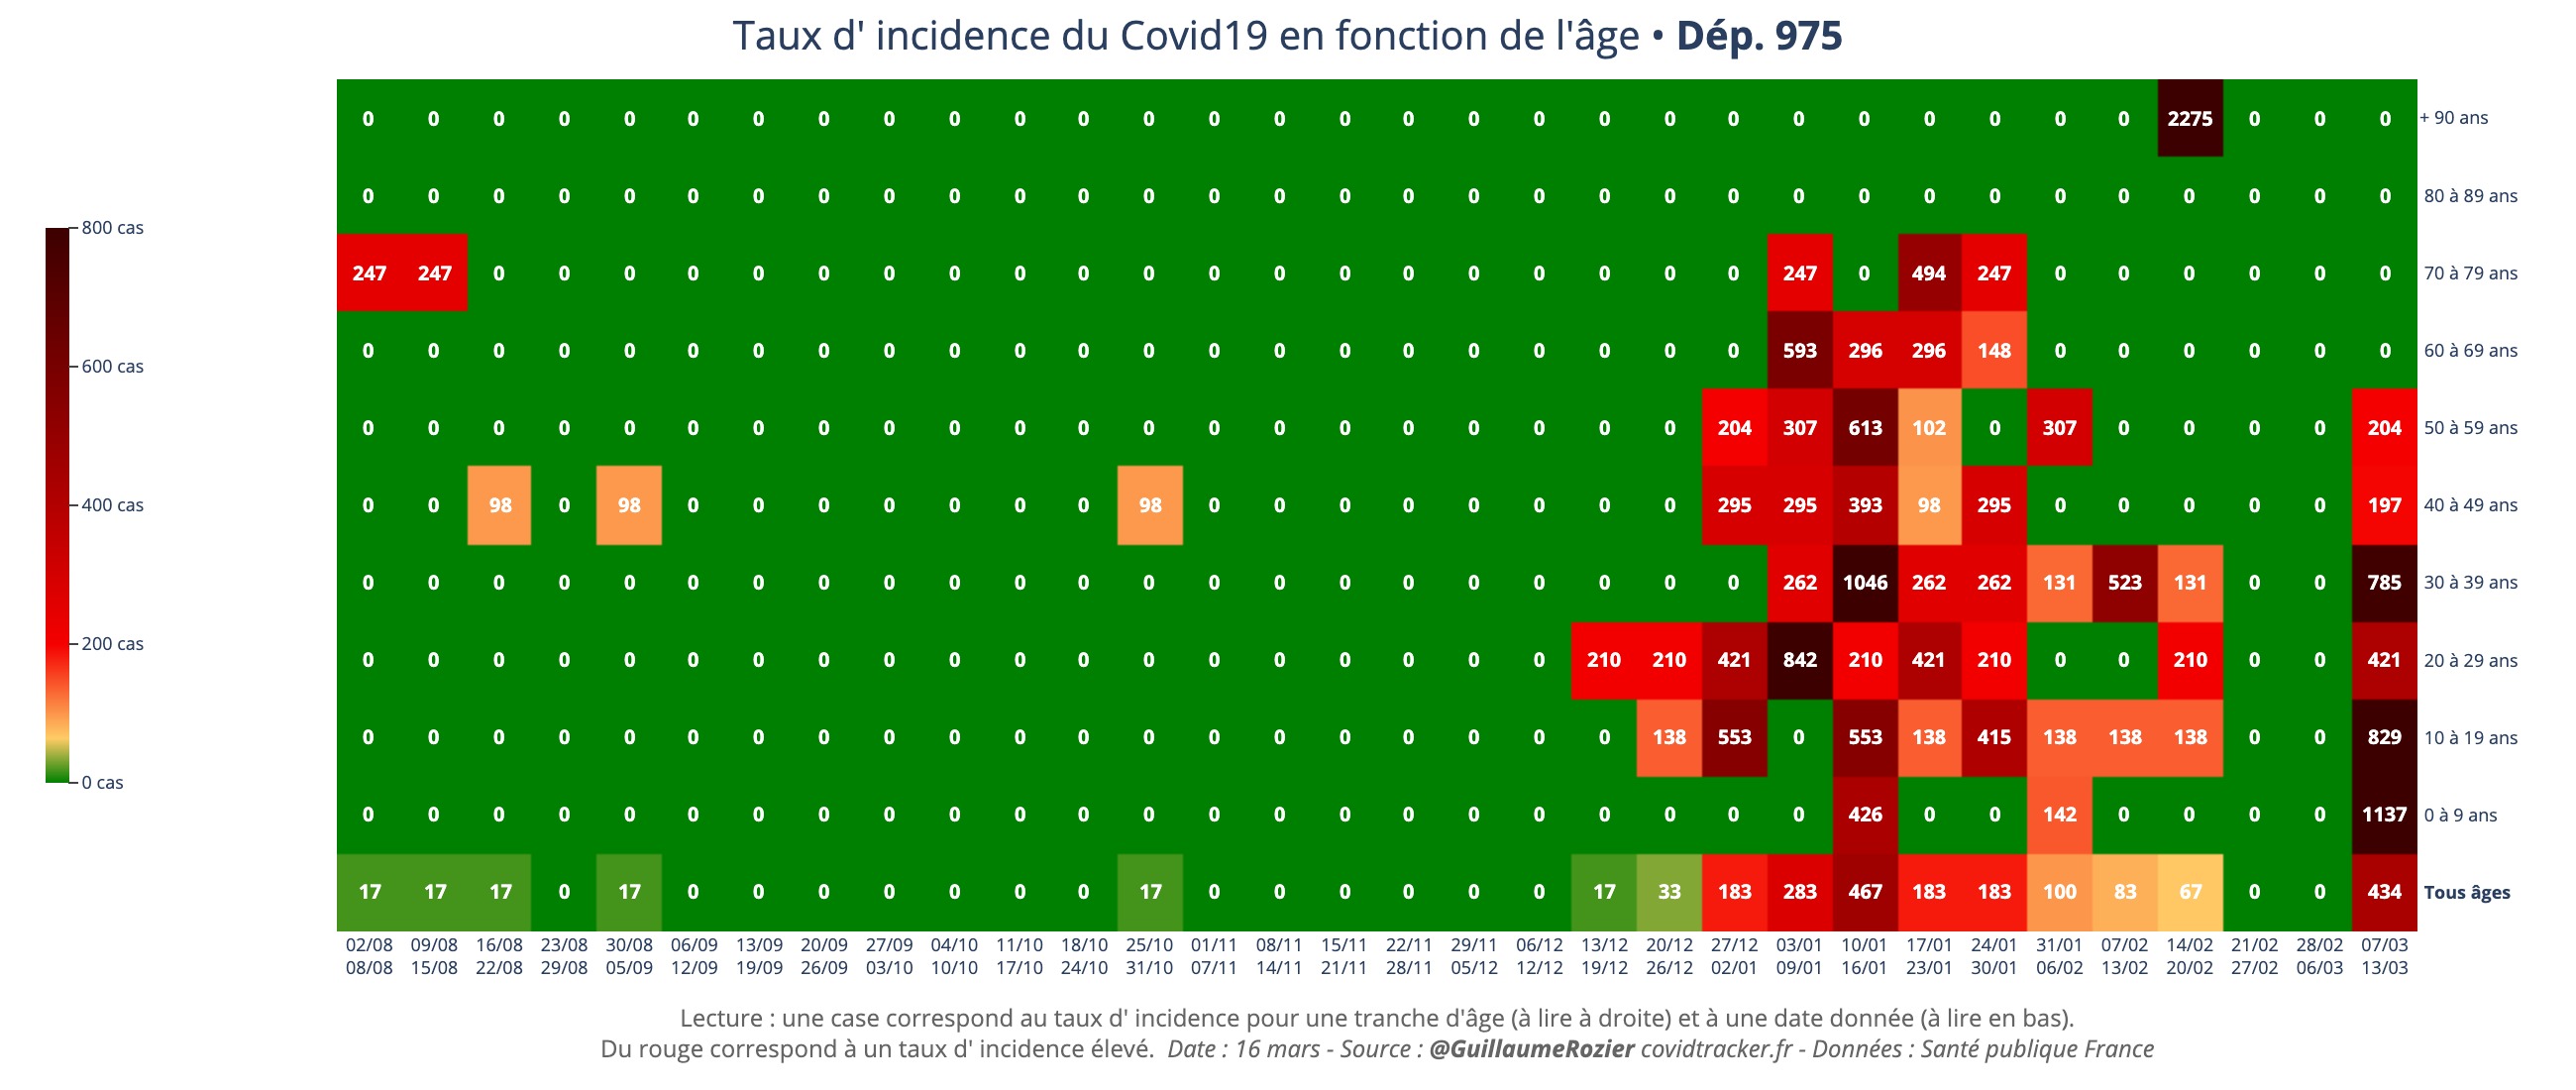 Taux d' incidence du Covid19 en fonction de l'âge • Dép. 975
0 0 0 0 0 0 0 0 0 0 0 0 0 0 0 0 0 0 0 0 0 0 0 0 0 0 0 0 2275 0 0 0 + 90 ans
0 0 0 0 0 0 0 0 0 0 0 0 0 0 0 0 0 0 0 0 0 0 0 0 0 0 0 0 0 0 0 0 80 à 89 ans
800 cas
247 247 0 0 0 0 0 0 0 0 0 0 0 0 0 0 0 0 0 0 0 0 247 0 494 247 0 0 0 0 0 0 70 à 79 ans
0 0 0 0 0 0 0 0 0 0 0 0 0 0 0 0 0 0 0 0 0 0 593 296 296 148 0 0 0 0 0 0 60 à 69 ans
600 cas
0 0 0 0 0 0 0 0 0 0 0 0 0 0 0 0 0 0 0 0 0 204 307 613 102 0 307 0 0 0 0 204 50 à 59 ans
400 cas
0 0 98 0 98 0 0 0 0 0 0 0 98 0 0 0 0 0 0 0 0 295 295 393 98 295 0 0 0 0 0 197 40 à 49 ans
0 0 0 0 0 0 0 0 0 0 0 0 0 0 0 0 0 0 0 0 0 0 262 1046 262 262 131 523 131 0 0 785 30 à 39 ans
200 cas
0 0 0 0 0 0 0 0 0 0 0 0 0 0 0 0 0 0 0 210 210 421 842 210 421 210 0 0 210 0 0 421 20 à 29 ans
0 0 0 0 0 0 0 0 0 0 0 0 0 0 0 0 0 0 0 0 138 553 0 553 138 415 138 138 138 0 0 829 10 à 19 ans
0 cas
0 0 0 0 0 0 0 0 0 0 0 0 0 0 0 0 0 0 0 0 0 0 0 426 0 0 142 0 0 0 0 1137 0 à 9 ans
17 17 17 0 17 0 0 0 0 0 0 0 17 0 0 0 0 0 0 17 33 183 283 467 183 183 100 83 67 0 0 434 Tous âges
02/08 09/08 16/08 23/08 30/08 06/09 13/09 20/09 27/09 04/10 11/10 18/10 25/10 01/11 08/11 15/11 22/11 29/11 06/12 13/12 20/12 27/12 03/01 10/01 17/01 24/01 31/01 07/02 14/02 21/02 28/02 07/03
08/08 15/08 22/08 29/08 05/09 12/09 19/09 26/09 03/10 10/10 17/10 24/10 31/10 07/11 14/11 21/11 28/11 05/12 12/12 19/12 26/12 02/01 09/01 16/01 23/01 30/01 06/02 13/02 20/02 27/02 06/03 13/03
Lecture : une case correspond au taux d' incidence pour une tranche d'âge (à lire à droite) et à une date donnée (à lire en bas).
Du rouge correspond à un taux d' incidence élevé. Date : 16 mars - Source : @GuillaumeRozier covidtracker.fr - Données : Santé publique France